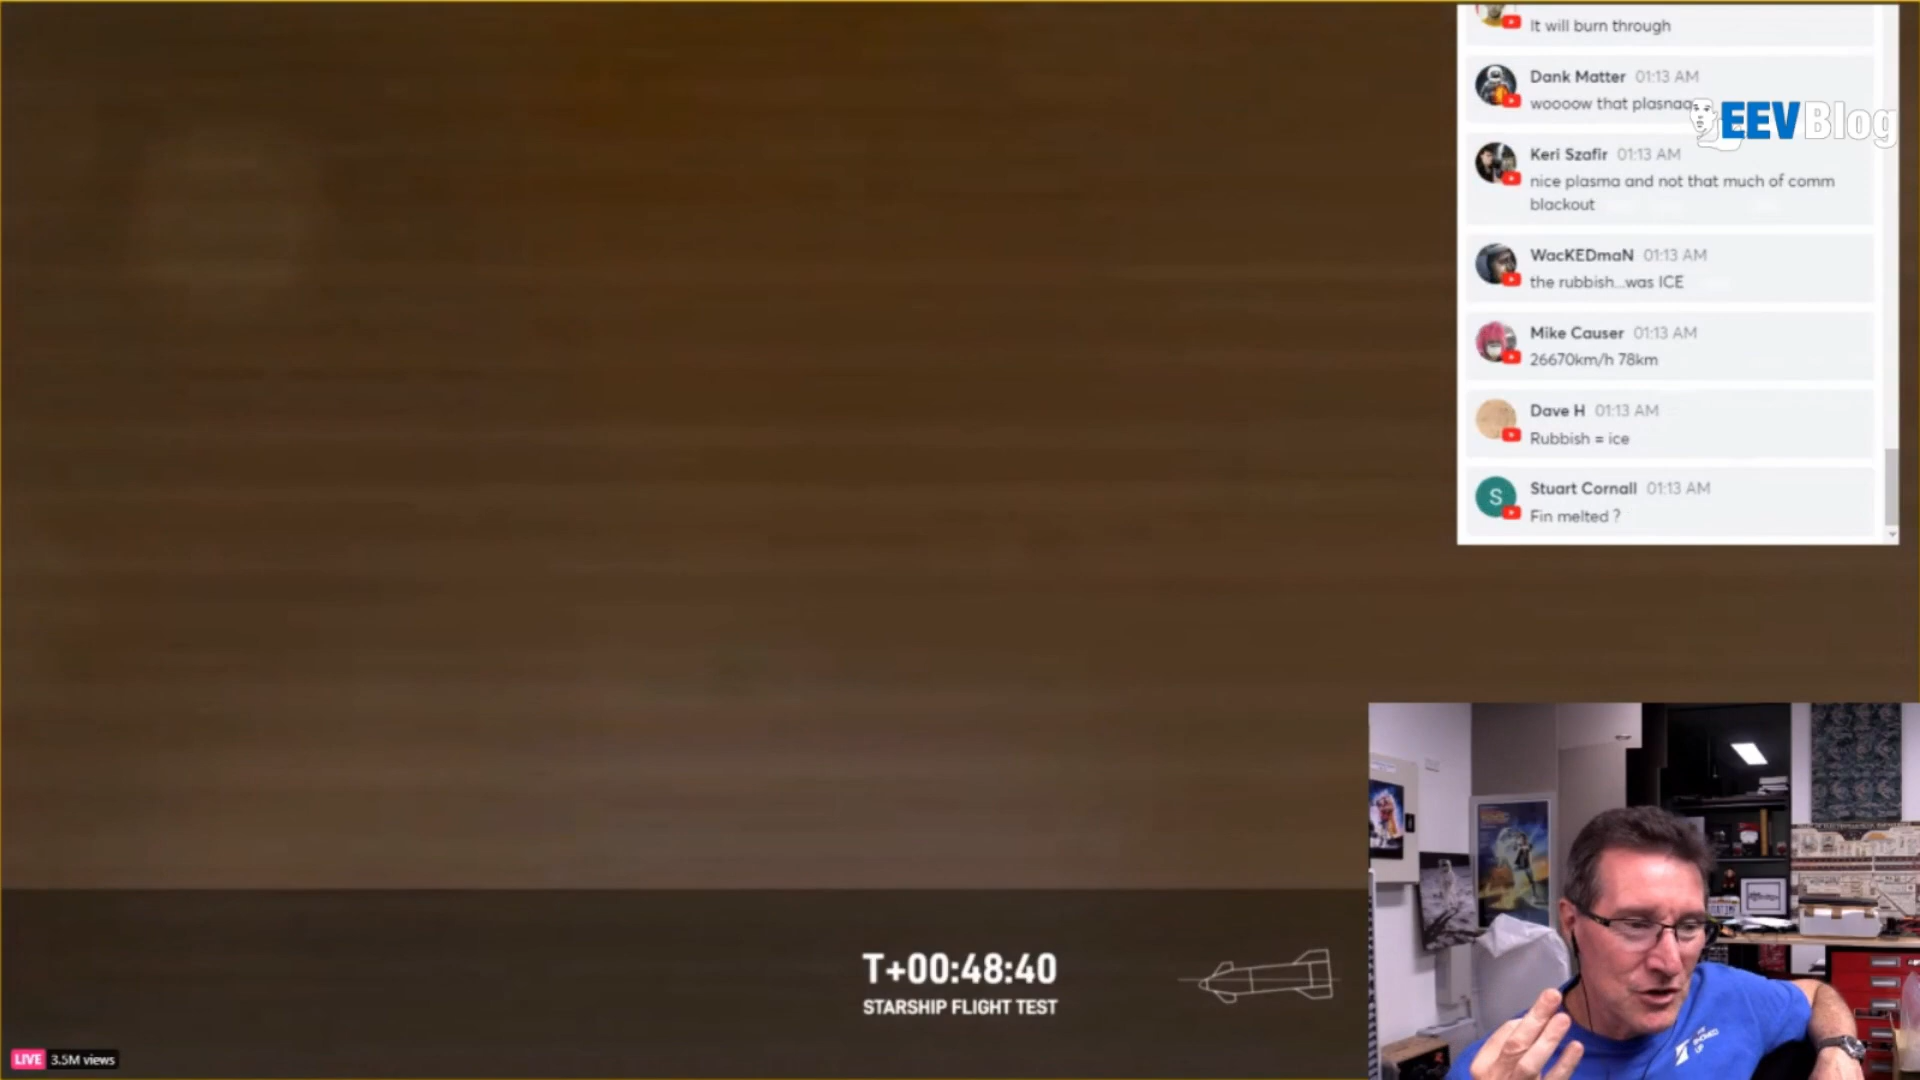 It will burn through
Dank Matter 01:13 AM
woooow that plasnaa
EEVBlog
Keri Szafir 01:13 AM
nice plasma and not that much of comm
blackout
WacKEDmaN 01:13 AM
the rubbish...was ICE
Mike Causer 01:13 AM
26670km/h 78km
Dave H 01:13 AM
Rubbish = ice
S
Stuart Cornall 01:13 AM
Fin melted ?
T+00:48:40
STARSHIP FLIGHT TEST
LIVE 3.5M views